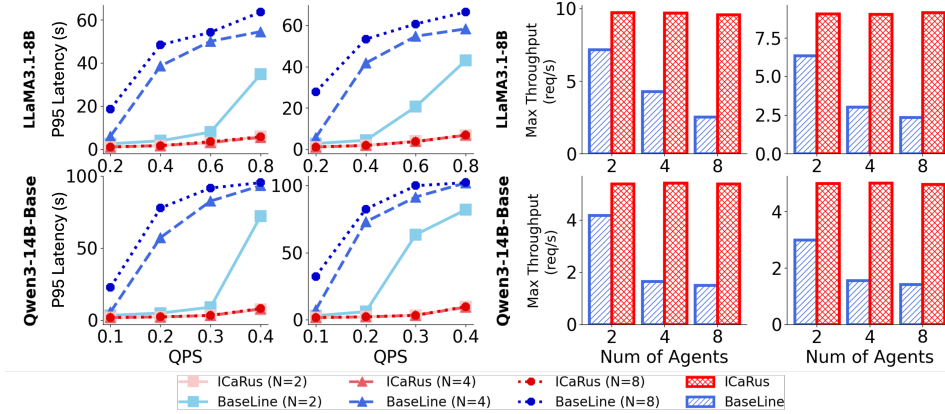 LLaMA3.1-8B
P95 Latency (s)
60
40
20
0
0.2 0.4 0.6 0.8
60
40
20
0
0.2 0.4 0.6 0.8
LLaMA3.1-8B
Max Throughput
(req/s)
10
5
0
2 4 8
7.5
5.0
2.5
0.0
2 4 8
Qwen3-14B-Base
P95 Latency (s)
100
50
0
0.1 0.2 0.3 0.4
QPS
100
50
0
0.1 0.2 0.3 0.4
QPS
Qwen3-14B-Base
Max Throughput
(req/s)
4
2
0
2 4 8
Num of Agents
4
2
0
2 4 8
Num of Agents
ICaRus (N=2) ICaRus (N=4) ICaRus (N=8) ICaRus
BaseLine (N=2) BaseLine (N=4) BaseLine (N=8) BaseLine